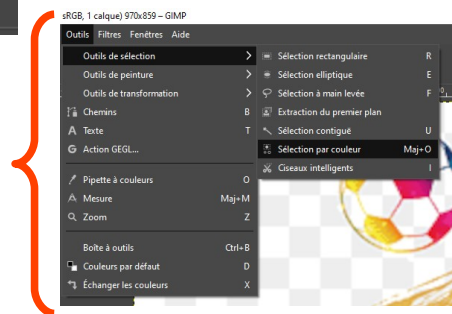 sRGB, 1 calque) 970x859 – GIMP
Outils Filtres Fenêtres Aide
Outils de sélection >
Outils de peinture >
Outils de transformation >
Chemins B
Texte T
Action GEGL...
Pipette à couleurs O
Mesure Maj+M
Zoom Z
Boîte à outils Ctrl+B
Couleurs par défaut D
Échanger les couleurs X
Sélection rectangulaire R
Sélection elliptique E
Sélection à main levée F
Extraction du premier plan
Sélection contiguë U
Sélection par couleur Maj+O
Ciseaux intelligents I